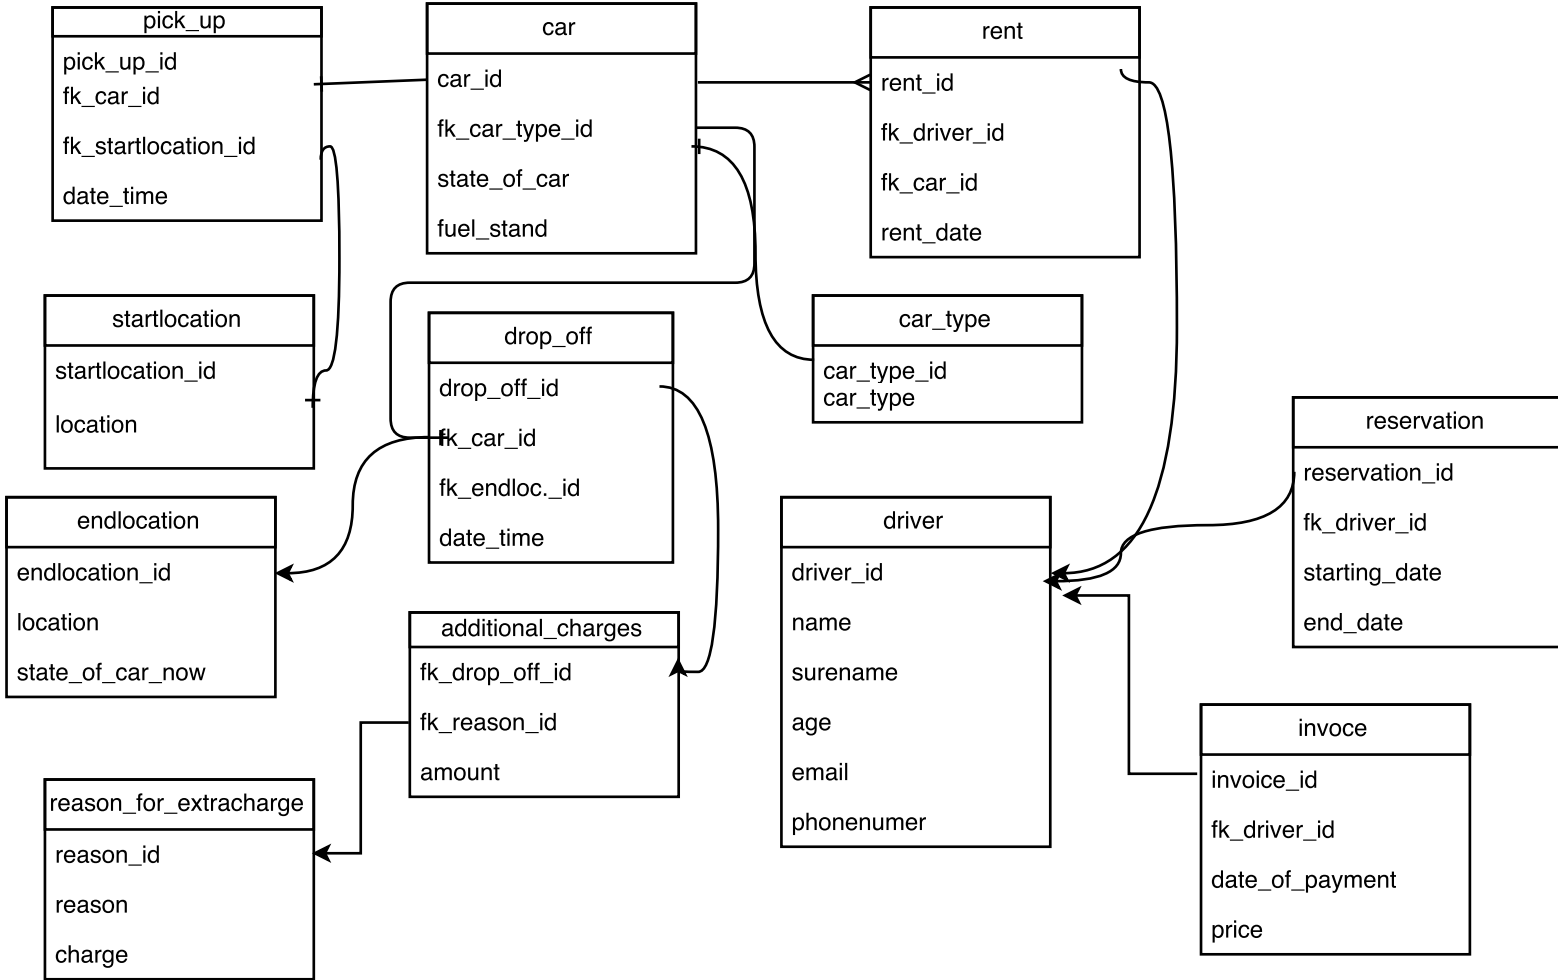 pick_up
pick_up_id
fk_car_id
fk_startlocation_id
date_time
car
car_id
fk_car_type_id
state_of_car
fuel_stand
rent
rent_id
fk_driver_id
fk_car_id
rent_date
startlocation
startlocation_id
location
drop_off
drop_off_id
fk_car_id
fk_endloc._id
date_time
car_type
car_type_id
car_type
reservation
reservation_id
fk_driver_id
starting_date
end_date
endlocation
endlocation_id
location
state_of_car_now
driver
driver_id
name
surename
age
email
phonenumer
additional_charges
fk_drop_off_id
fk_reason_id
amount
invoce
invoice_id
fk_driver_id
date_of_payment
price
reason_for_extracharge
reason_id
reason
charge